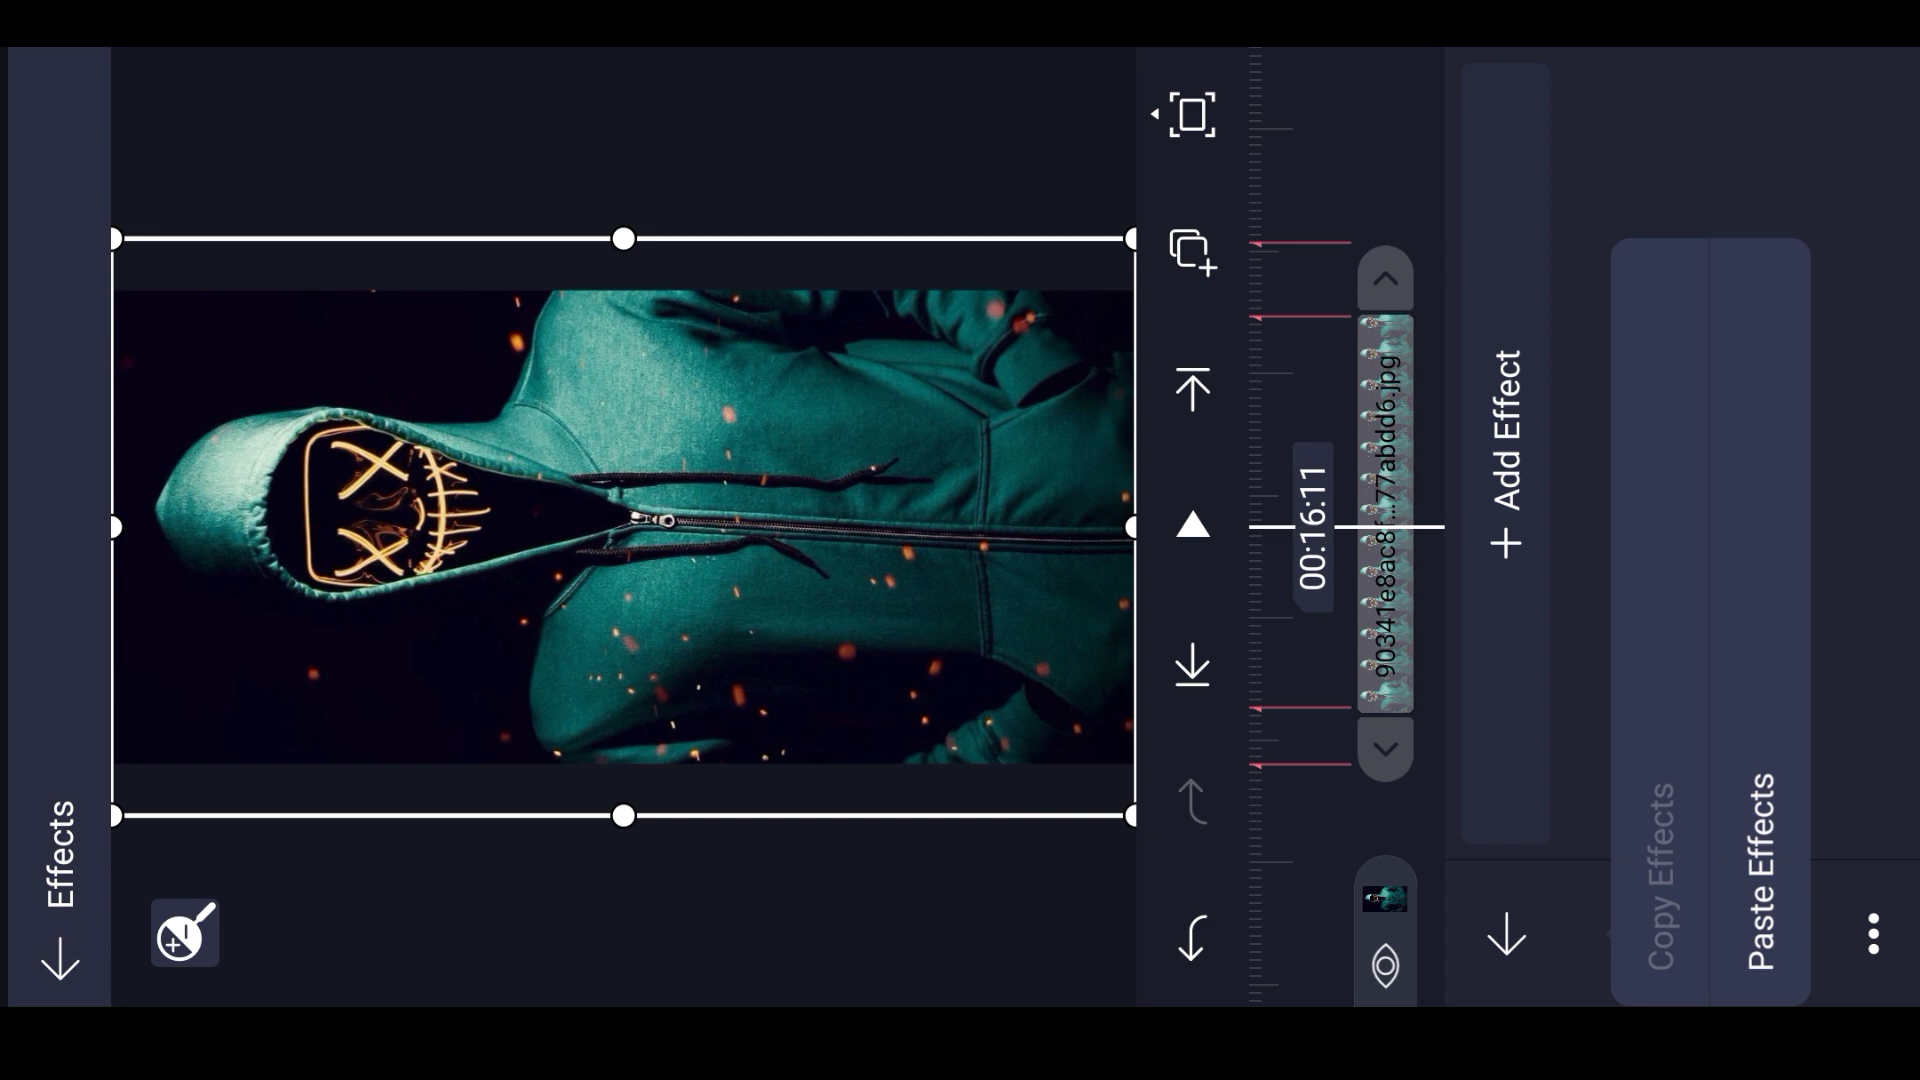 Effects
00:16:11
90341e8ac8f...77abdd6.jpg
+ Add Effect
Copy Effects
Paste Effects